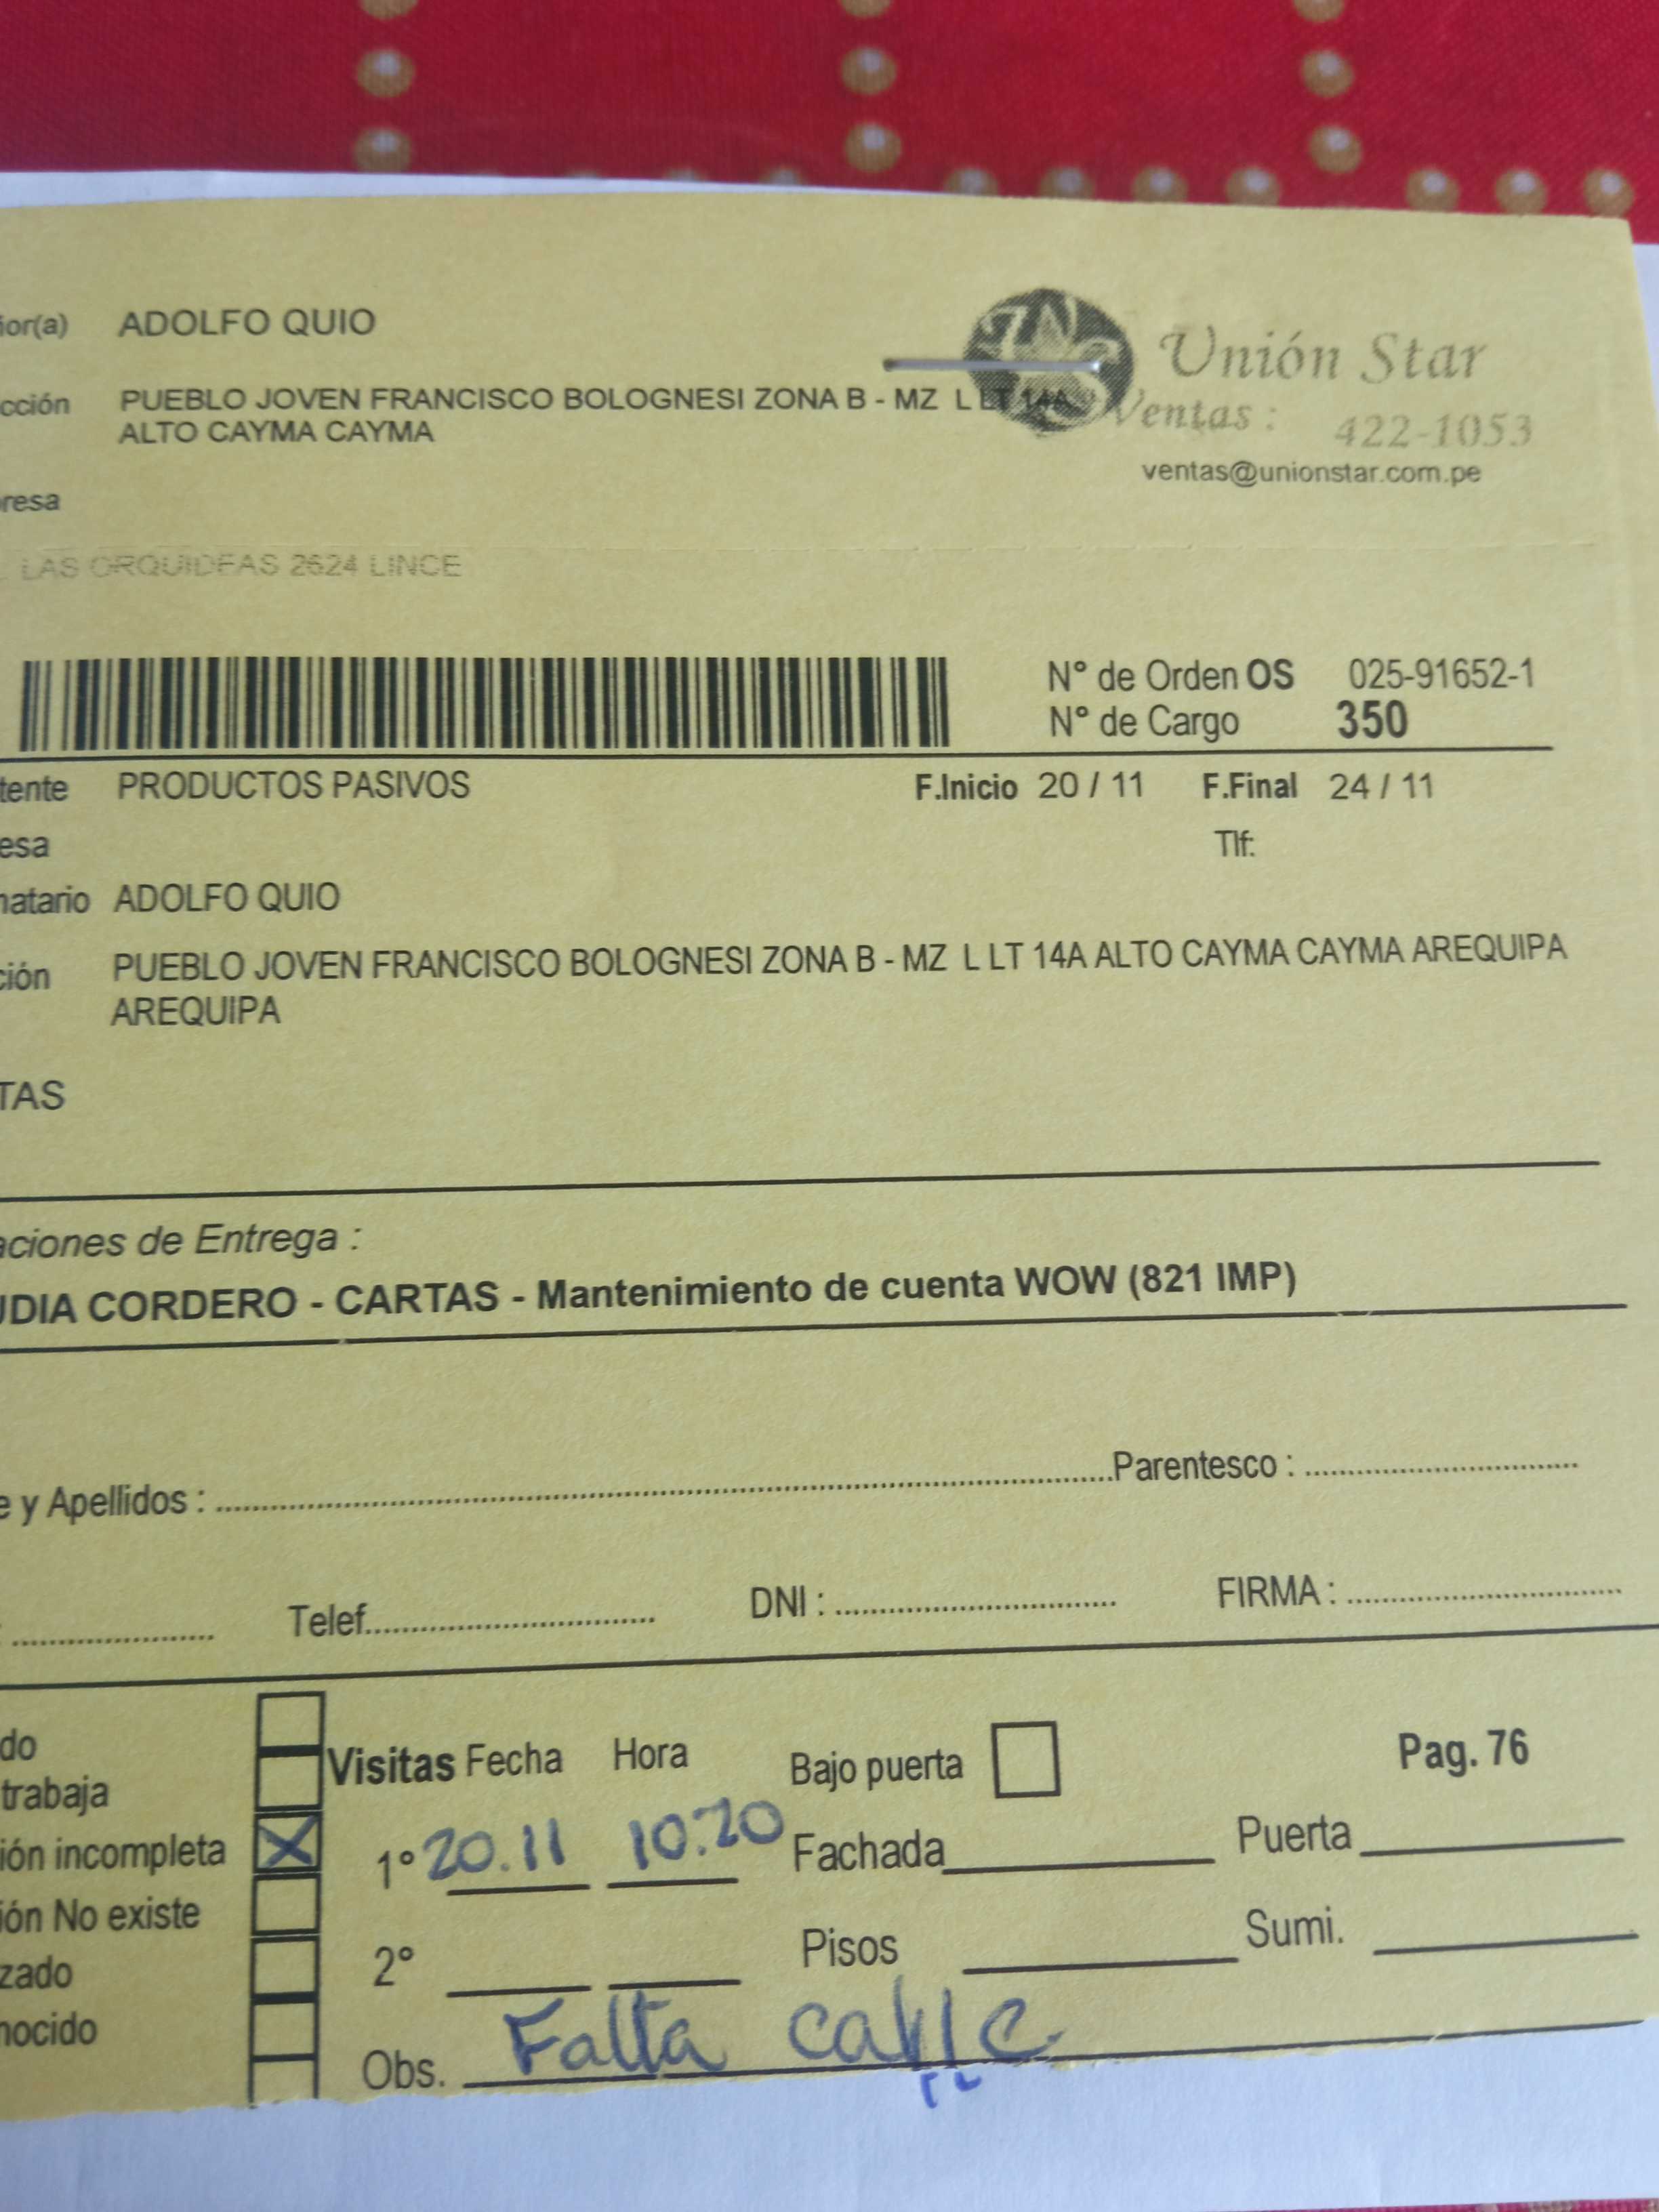 ior(a) ADOLFO QUIO
Unión Star
cción PUEBLO JOVEN FRANCISCO BOLOGNESI ZONA B - MZ L LT 14A
ALTO CAYMA CAYMA
Ventas : 422-1053
ventas@unionstar.com.pe
resa
LAS ORQUIDEAS 2624 LINCE
N° de Orden OS 025-91652-1
N° de Cargo 350
tente PRODUCTOS PASIVOS F.Inicio 20 / 11 F.Final 24 / 11
esa Tlf:
natario ADOLFO QUIO
ción PUEBLO JOVEN FRANCISCO BOLOGNESI ZONA B - MZ L LT 14A ALTO CAYMA CAYMA AREQUIPA
AREQUIPA
TAS
aciones de Entrega :
UDIA CORDERO - CARTAS - Mantenimiento de cuenta WOW (821 IMP)
e y Apellidos : Parentesco :
Telef. DNI : FIRMA :
do
trabaja
Visitas Fecha Hora Bajo puerta Pag. 76
ión incompleta X 1° 20.11 10:20 Fachada Puerta
ión No existe
zado 2° Pisos Sumi.
nocido
Obs. Falta calle